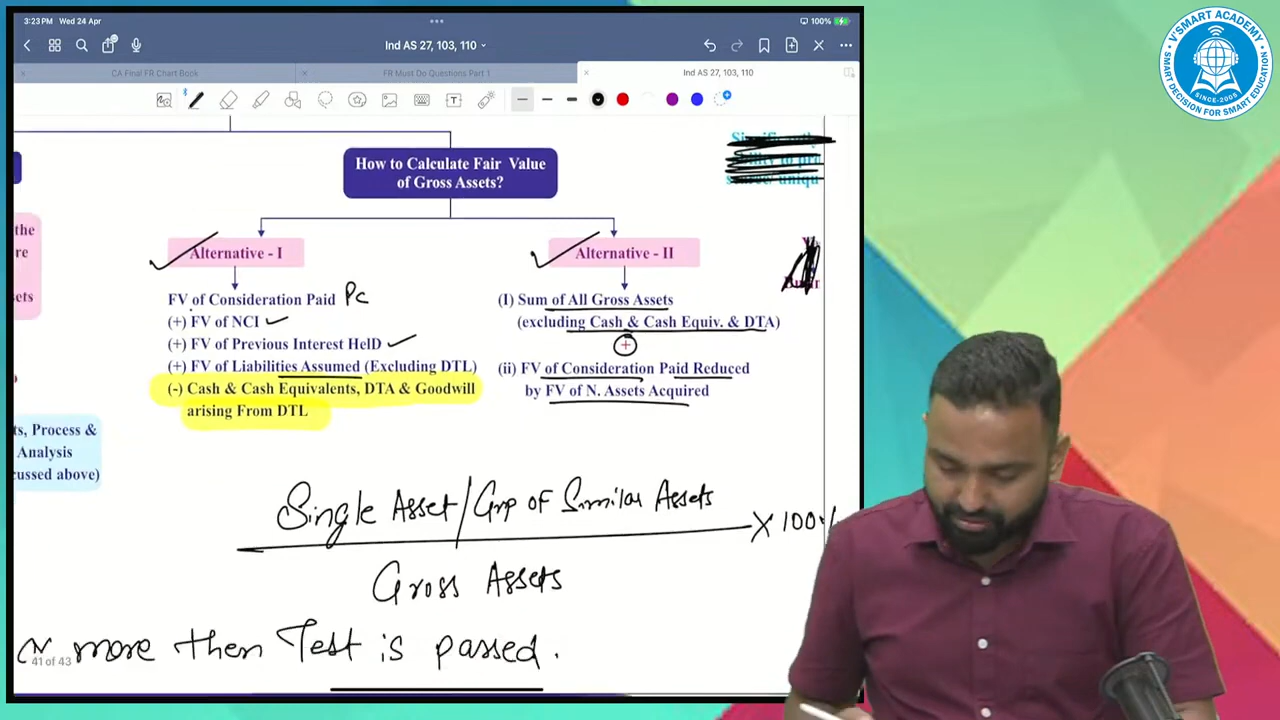 3:23 PM Wed 24 Apr
100%
Ind AS 27, 103, 110
CA Final FR Chart Book
FR Must Do Questions Part 1
Ind AS 27, 103, 110
How to Calculate Fair Value
of Gross Assets?
the
re
sets
Alternative - I
FV of Consideration Paid Pc
(+) FV of NCI
(+) FV of Previous Interest HelD
(+) FV of Liabilities Assumed (Excluding DTL)
(-) Cash & Cash Equivalents, DTA & Goodwill
arising From DTL
Alternative - II
(I) Sum of All Gross Assets
(excluding Cash & Cash Equiv. & DTA)
+
(ii) FV of Consideration Paid Reduced
by FV of N. Assets Acquired
ts, Process &
Analysis
cussed above)
Single Asset/Grp of Similar Assets
X 100%
Gross Assets
more then Test is passed.
41 of 43
V'SMART ACADEMY
SMART DECISION FOR SMART EDUCATION
SINCE-2005